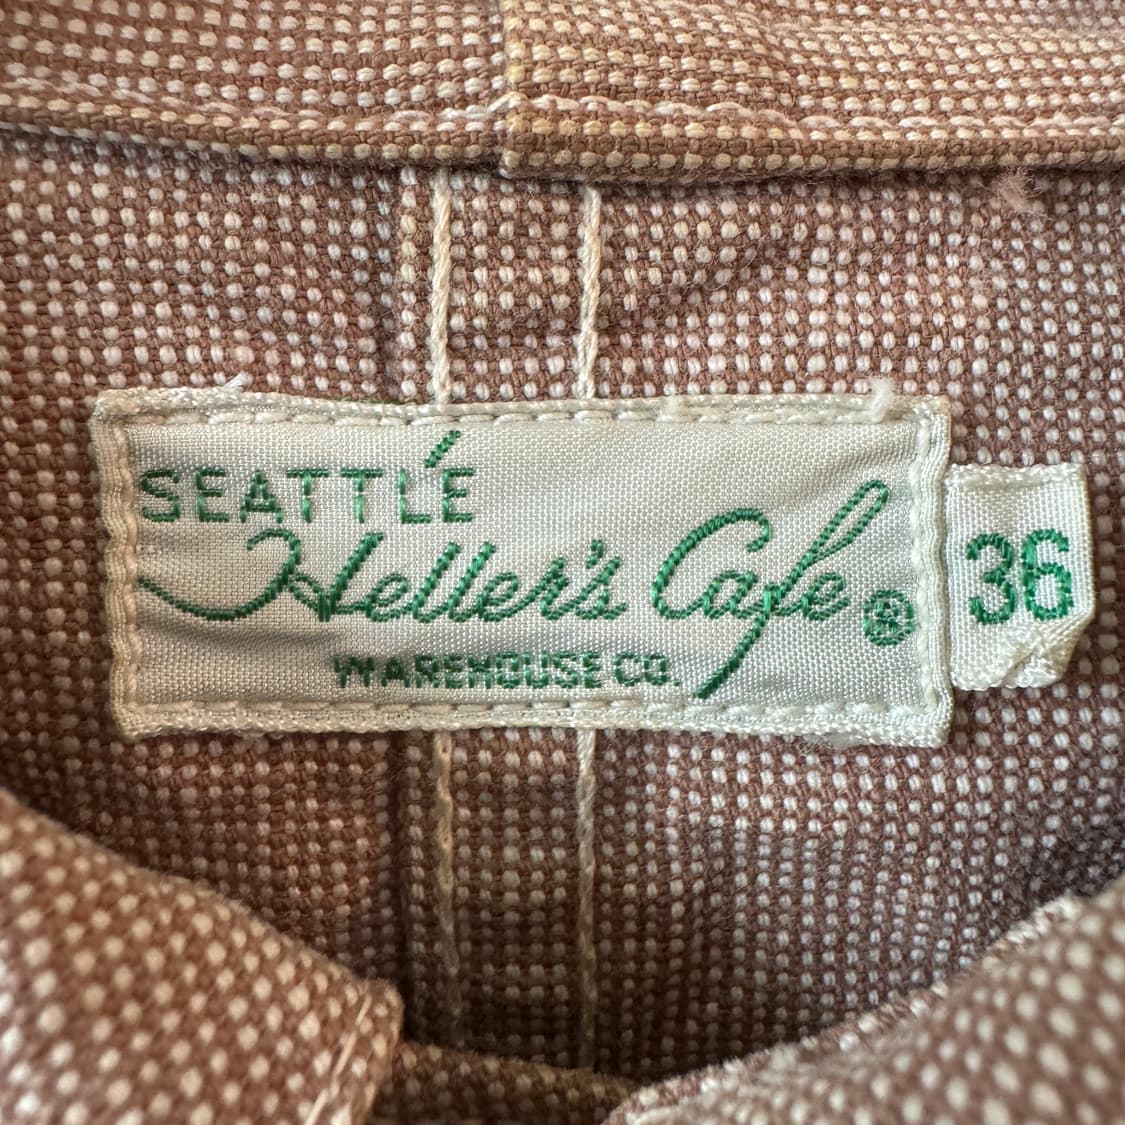 SEATTLE
Heller's Cafe ®
WAREHOUSE CO.
36